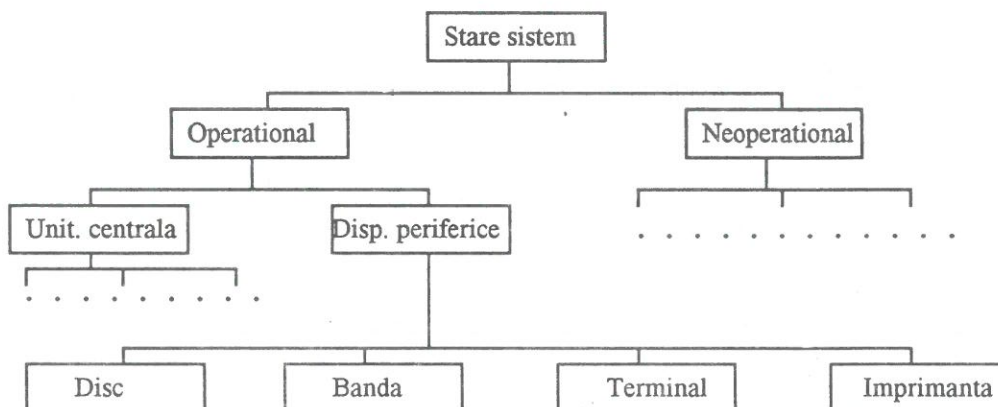 Stare sistem
Operational
Neoperational
Unit. centrala
Disp. periferice
. . . . . . . . . . . .
. . . . . . . . .
Disc
Banda
Terminal
Imprimanta